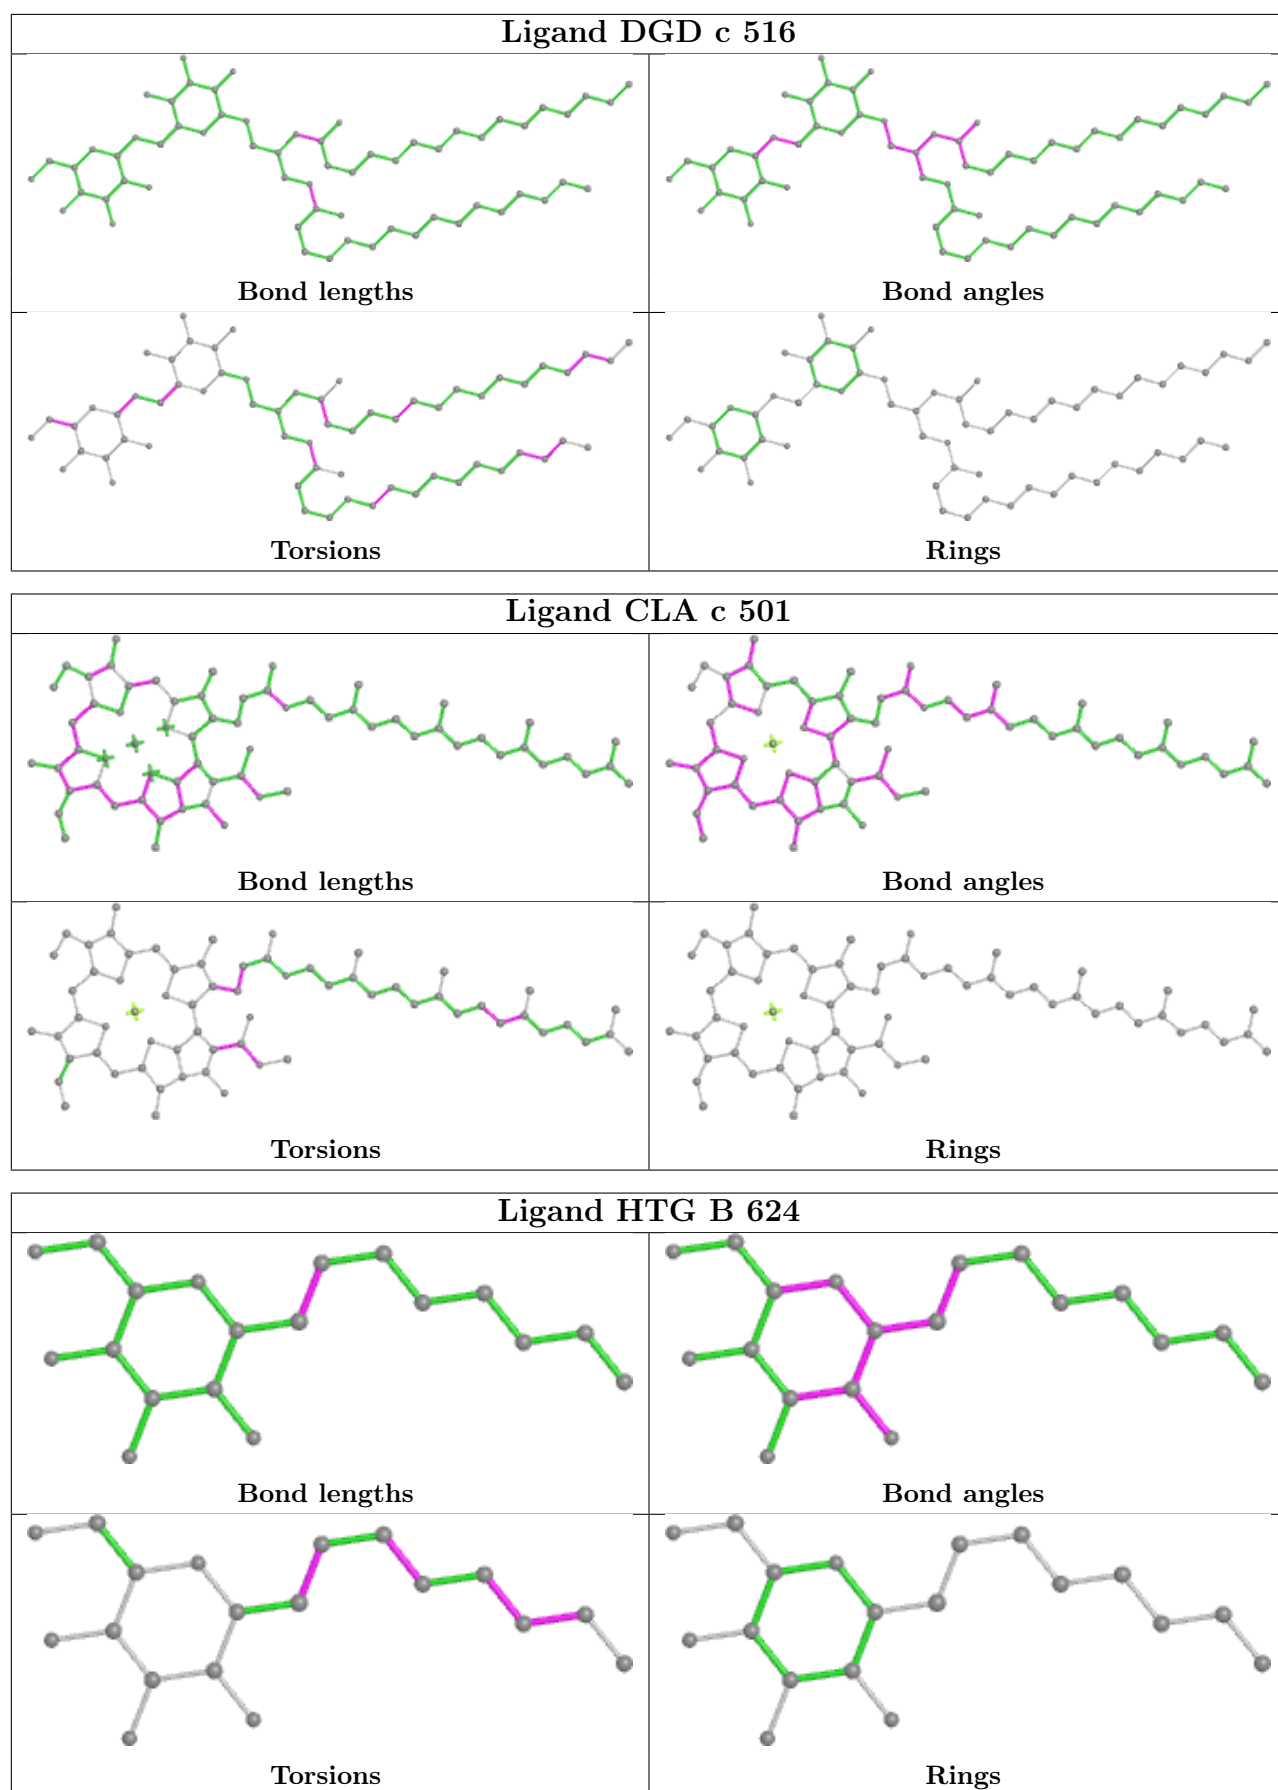 Ligand DGD c 516
Bond lengths
Bond angles
Torsions
Rings
Ligand CLA c 501
Bond lengths
Bond angles
Torsions
Rings
Ligand HTG B 624
Bond lengths
Bond angles
Torsions
Rings